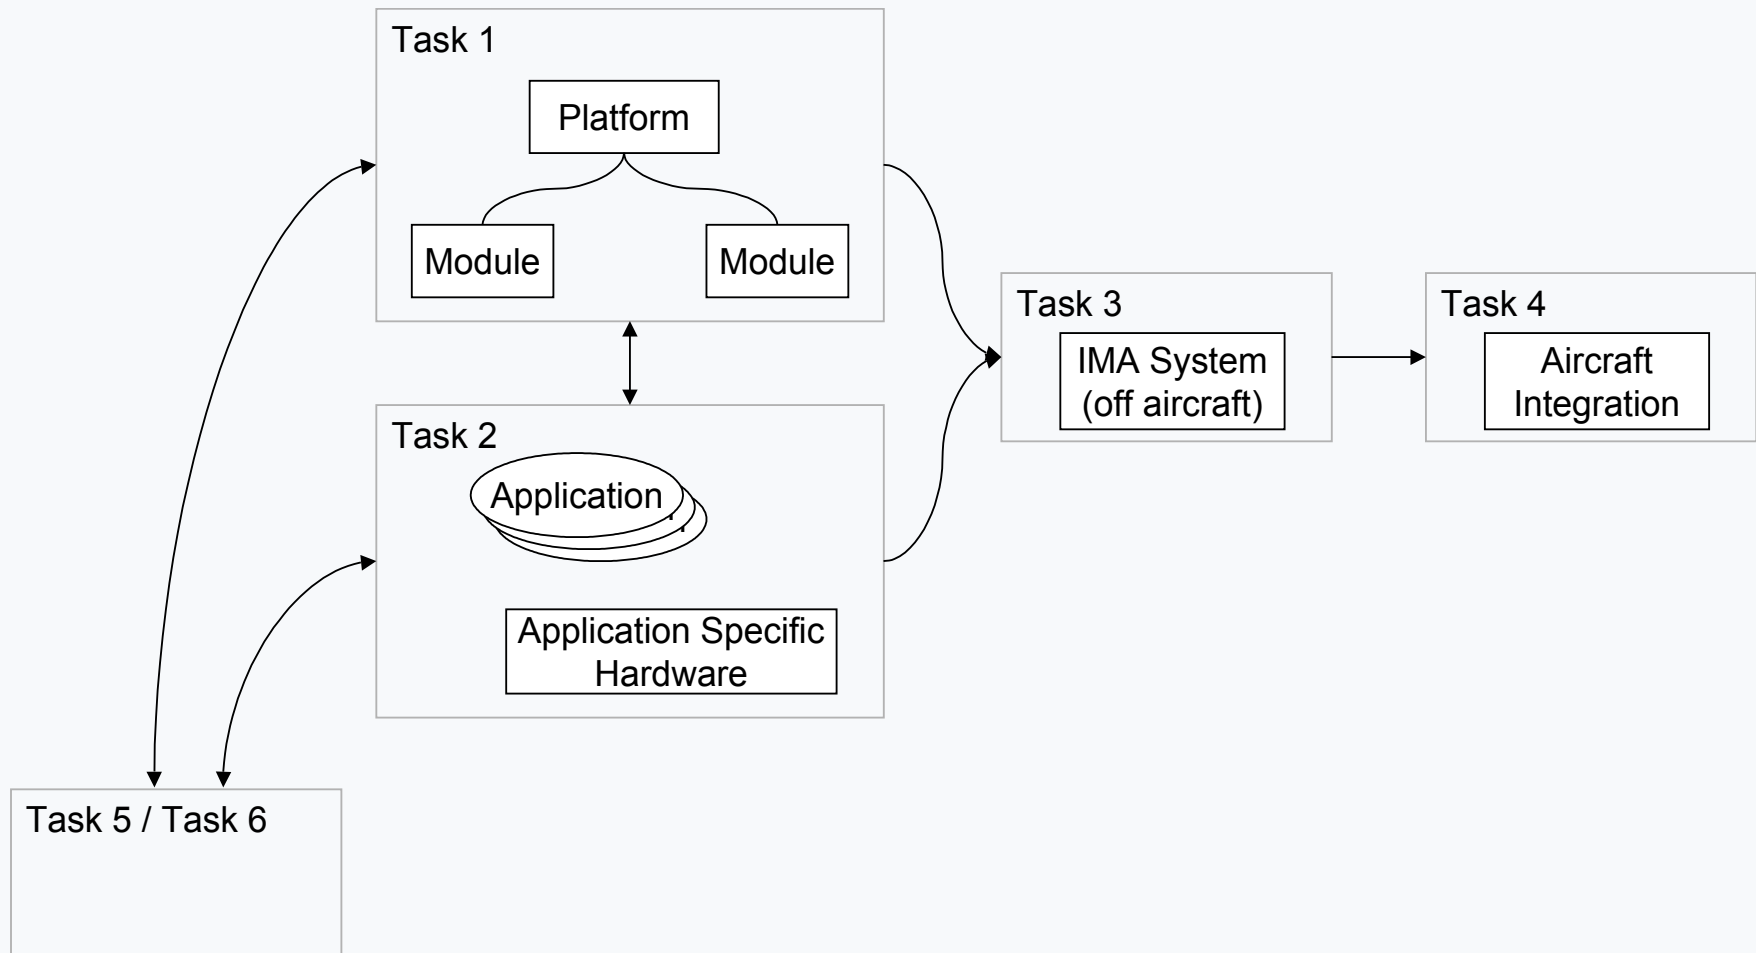 Task 1
Platform
Module
Module
Task 3
IMA System
(off aircraft)
Task 4
Aircraft
Integration
Task 2
Application
Application Specific
Hardware
Task 5 / Task 6